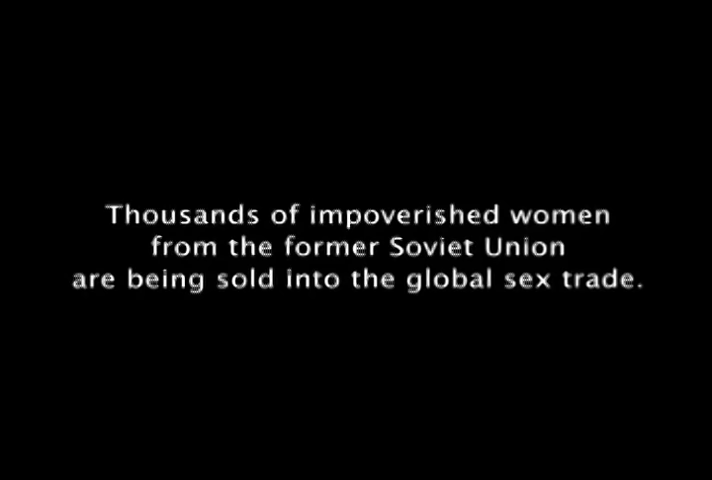 Thousands of impoverished women
from the former Soviet Union
are being sold into the global sex trade.